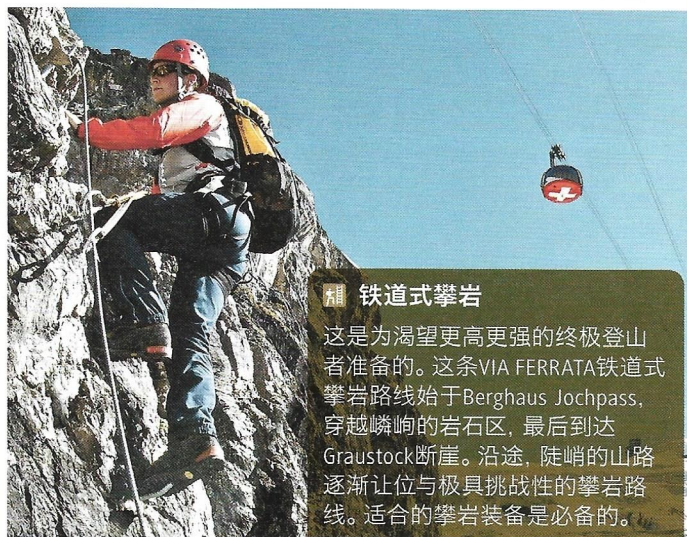 铁道式攀岩
这是为渴望更高更强的终极登山
者准备的。这条VIA FERRATA铁道式
攀岩路线始于Berghaus Jochpass,
穿越嶙峋的岩石区, 最后到达
Graustock断崖。沿途, 陡峭的山路
逐渐让位与极具挑战性的攀岩路
线。适合的攀岩装备是必备的。